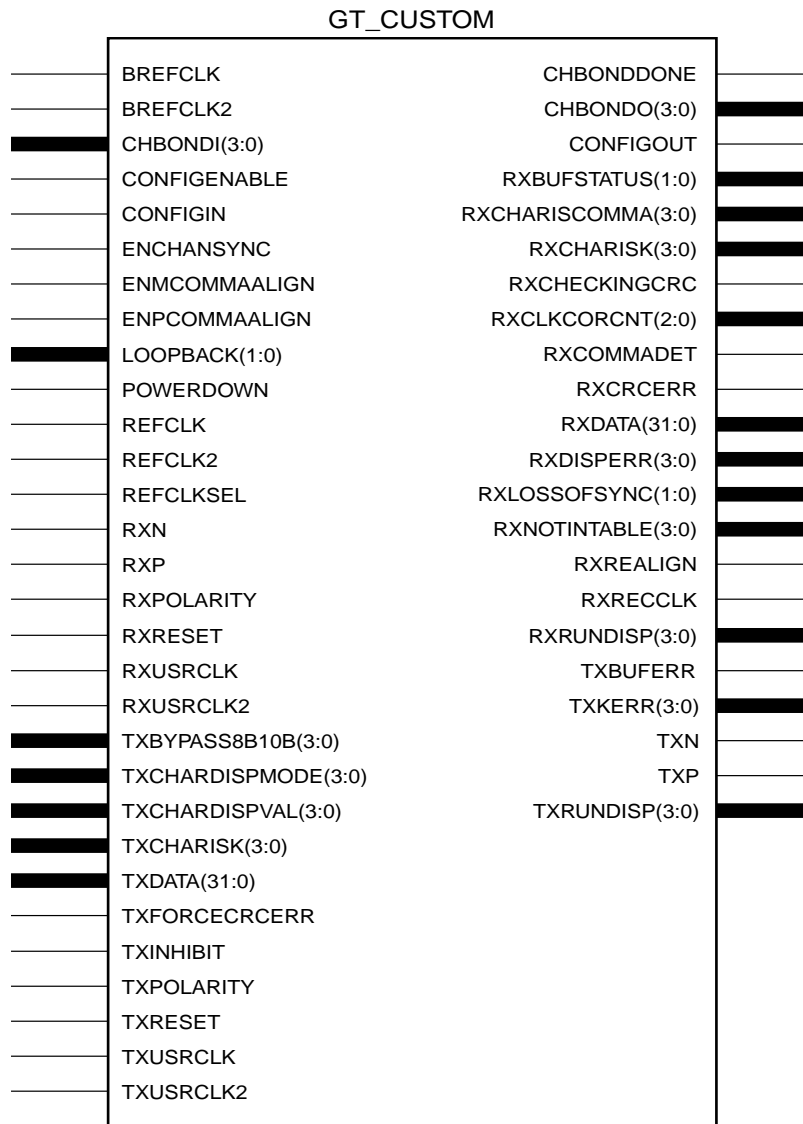 GT_CUSTOM
BREFCLK
BREFCLK2
CHBONDI(3:0)
CONFIGENABLE
CONFIGIN
ENCHANSYNC
ENMCOMMAALIGN
ENPCOMMAALIGN
LOOPBACK(1:0)
POWERDOWN
REFCLK
REFCLK2
REFCLKSEL
RXN
RXP
RXPOLARITY
RXRESET
RXUSRCLK
RXUSRCLK2
TXBYPASS8B10B(3:0)
TXCHARDISPMODE(3:0)
TXCHARDISPVAL(3:0)
TXCHARISK(3:0)
TXDATA(31:0)
TXFORCECRCERR
TXINHIBIT
TXPOLARITY
TXRESET
TXUSRCLK
TXUSRCLK2
CHBONDDONE
CHBONDO(3:0)
CONFIGOUT
RXBUFSTATUS(1:0)
RXCHARISCOMMA(3:0)
RXCHARISK(3:0)
RXCHECKINGCRC
RXCLKCORCNT(2:0)
RXCOMMADET
RXCRCERR
RXDATA(31:0)
RXDISPERR(3:0)
RXLOSSOFSYNC(1:0)
RXNOTINTABLE(3:0)
RXREALIGN
RXRECCLK
RXRUNDISP(3:0)
TXBUFERR
TXKERR(3:0)
TXN
TXP
TXRUNDISP(3:0)